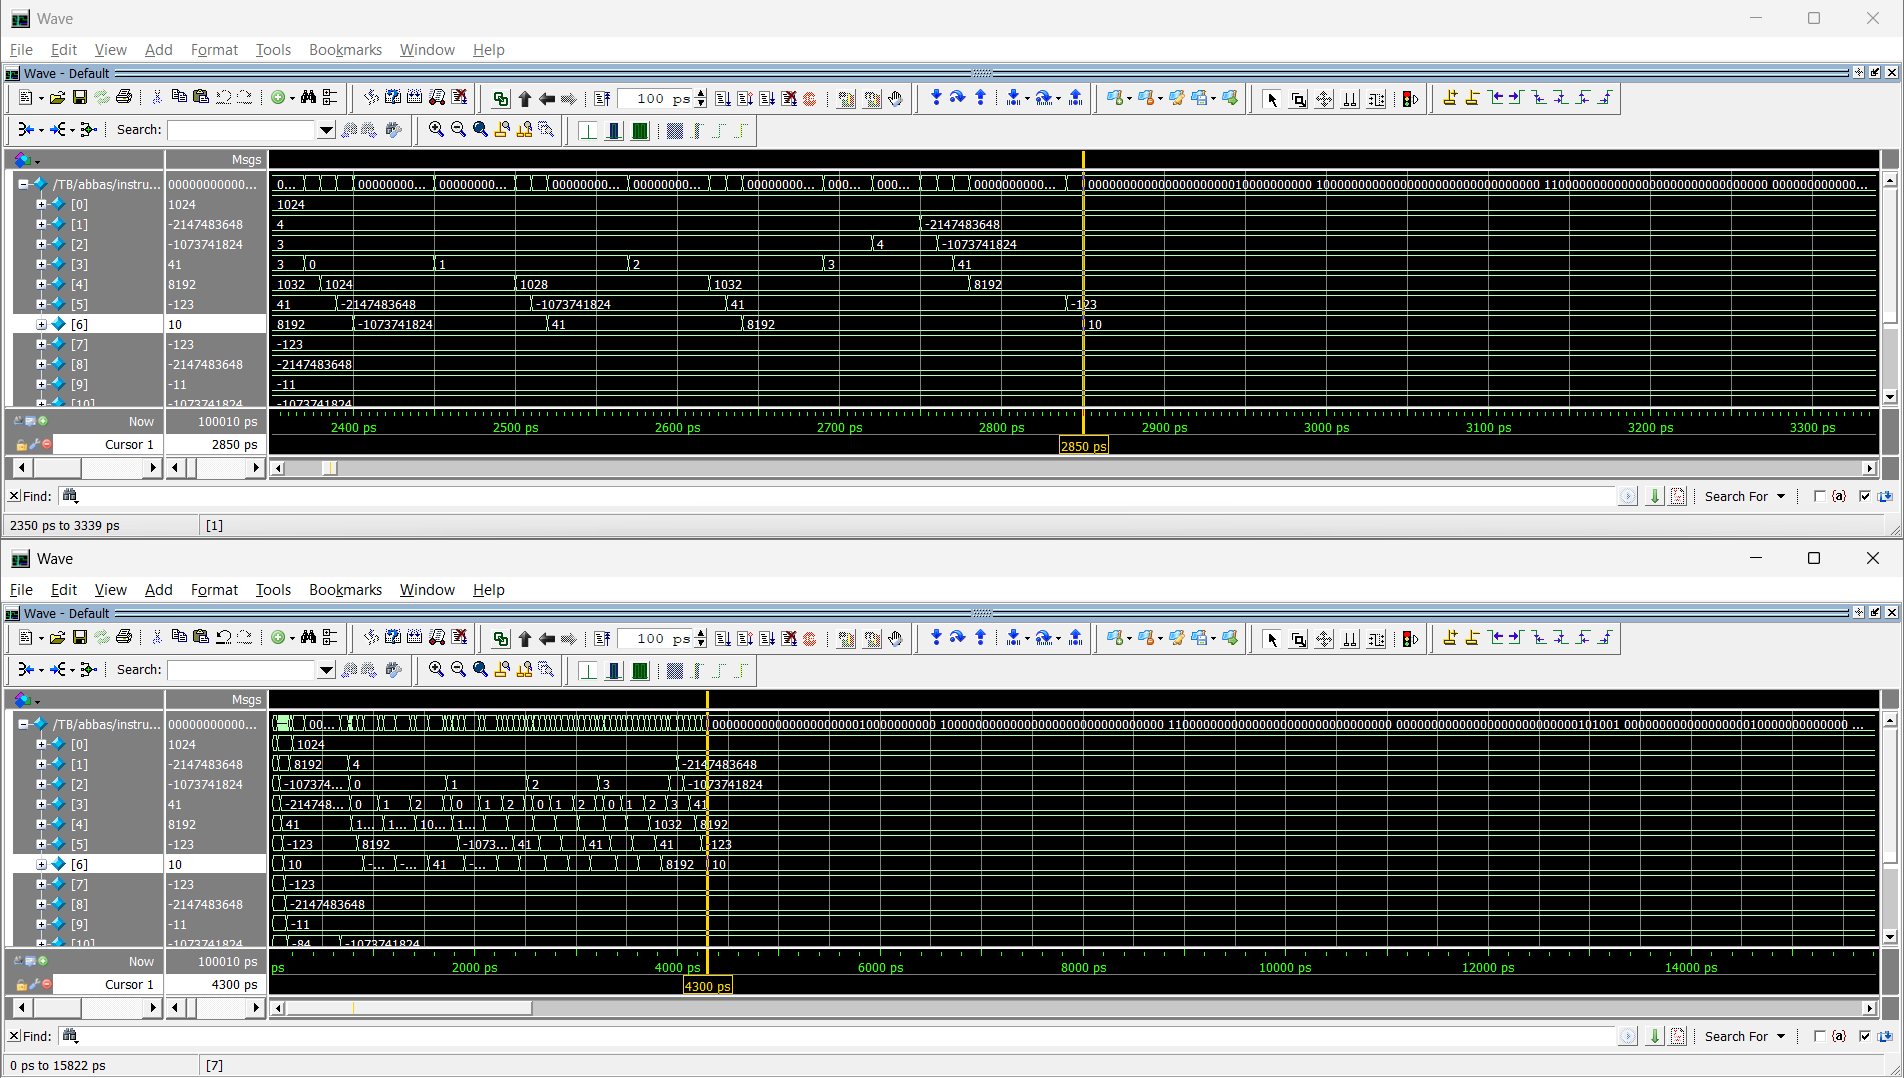 Wave
File Edit View Add Format Tools Bookmarks Window Help
Wave - Default
100 ps
Search:
Msgs
/TB/abbas/instru... 00000000000... 0... 00000000... 00000000... 00000000... 00000000... 00000000... 000... 000... 0000000000...
[0] 1024 1024
[1] -2147483648 4 -2147483648
[2] -1073741824 3 4 -1073741824
[3] 41 3 0 1 2 3 41
[4] 8192 1032 1024 1028 1032 8192
[5] -123 41 -2147483648 -1073741824 41 -123
[6] 10 8192 -1073741824 41 8192 10
[7] -123 -123
[8] -2147483648 -2147483648
[9] -11 -11
[10] -1073741824 -1073741824
Now 100010 ps 2400 ps 2500 ps 2600 ps 2700 ps 2800 ps 2900 ps 3000 ps 3100 ps 3200 ps 3300 ps
Cursor 1 2850 ps 2850 ps
Find: Search For
2350 ps to 3339 ps [1]
Wave
File Edit View Add Format Tools Bookmarks Window Help
Wave - Default
100 ps
Search:
Msgs
/TB/abbas/instru... 00000000000... 00...
[0] 1024 1024
[1] -2147483648 8192 4 -2147483648
[2] -1073741824 -107374... 0 1 2 3 -1073741824
[3] 41 -214748... 0 1 2 0 1 2 0 1 2 0 1 2 3 41
[4] 8192 41 1... 1... 10... 1... 1032 8192
[5] -123 -123 8192 -1073... 41 41 41 -123
[6] 10 10 -... -... 41 -... 8192 10
[7] -123 -123
[8] -2147483648 -2147483648
[9] -11 -11
[10] -1073741824 -84 -1073741824
Now 100010 ps ps 2000 ps 4000 ps 6000 ps 8000 ps 10000 ps 12000 ps 14000 ps
Cursor 1 4300 ps 4300 ps
Find: Search For
0 ps to 15822 ps [7]